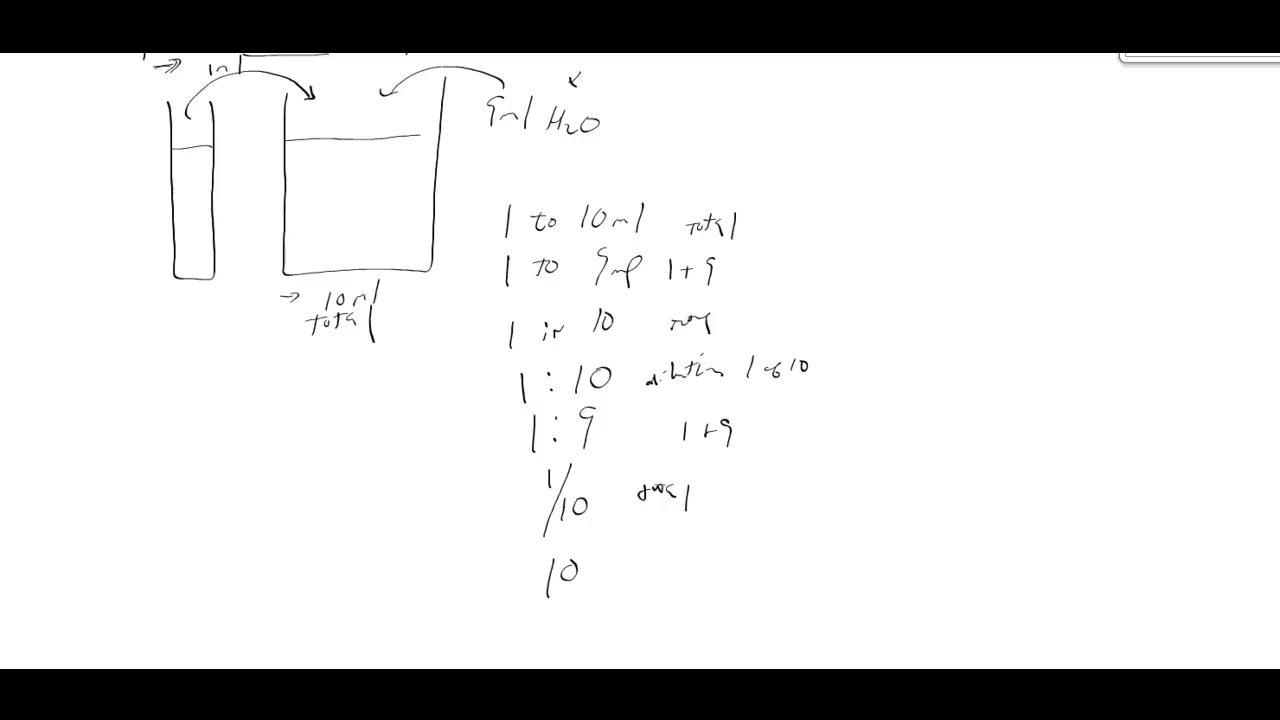 9ml H2O
1 to 10ml total
1 to 9ml 1+9
→ 10ml
total
1 in 10
1:10 dilution 1 to 10
1:9 1+9
1/10 total
10